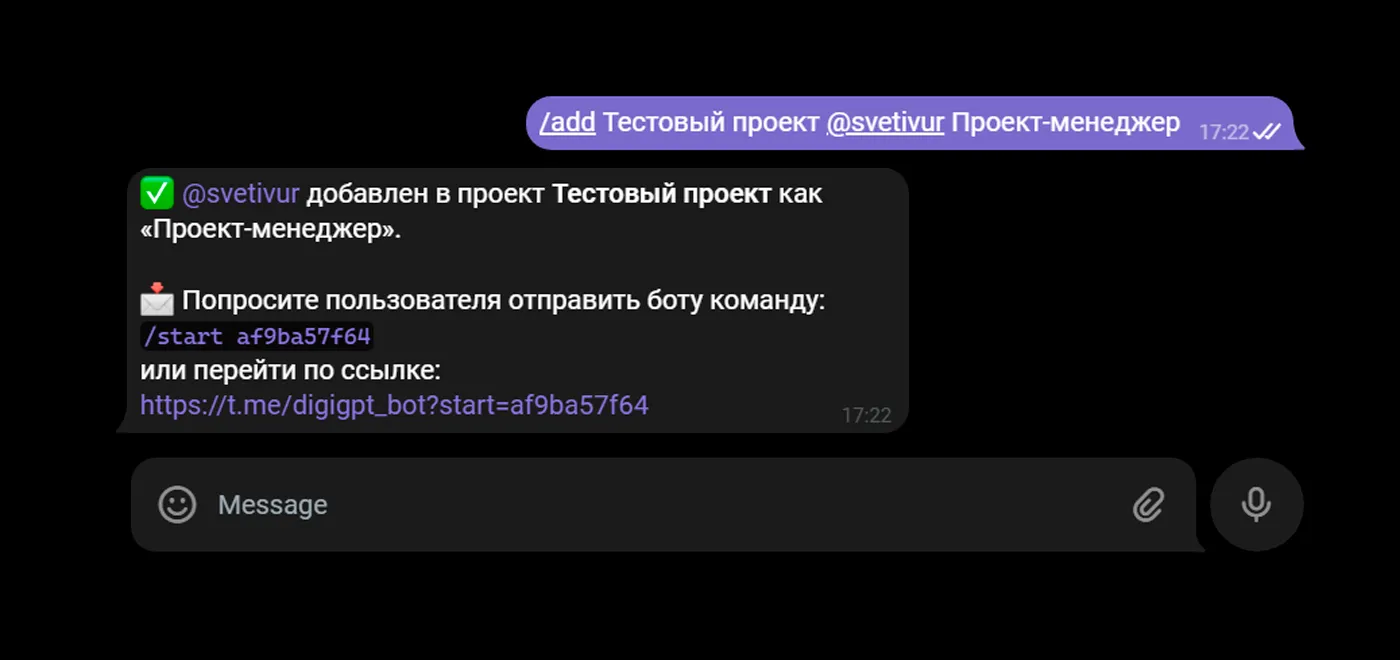 /add Тестовый проект @svetivur Проект-менеджер 17:22
@svetivur добавлен в проект Тестовый проект как
«Проект-менеджер».
Попросите пользователя отправить боту команду:
/start af9ba57f64
или перейти по ссылке:
https://t.me/digigpt_bot?start=af9ba57f64
17:22
Message